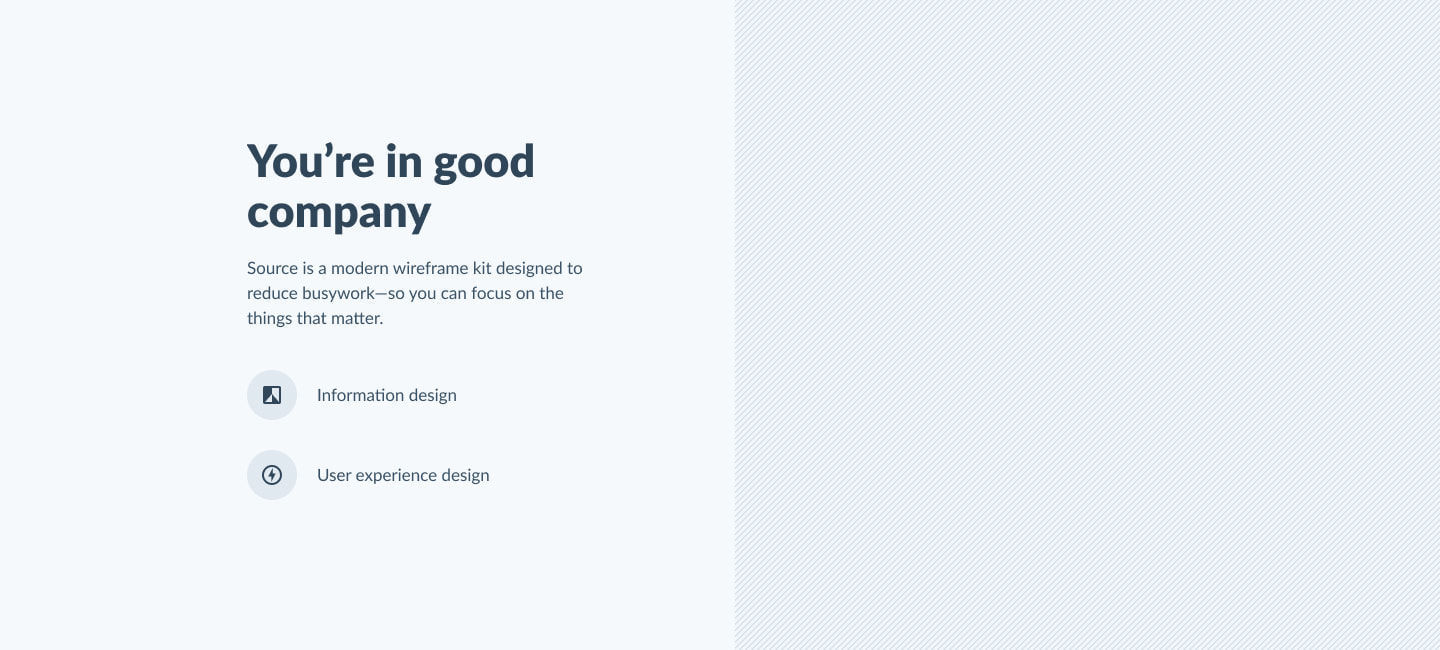 You’re in good
company
Source is a modern wireframe kit designed to
reduce busywork—so you can focus on the
things that matter.
Information design
User experience design